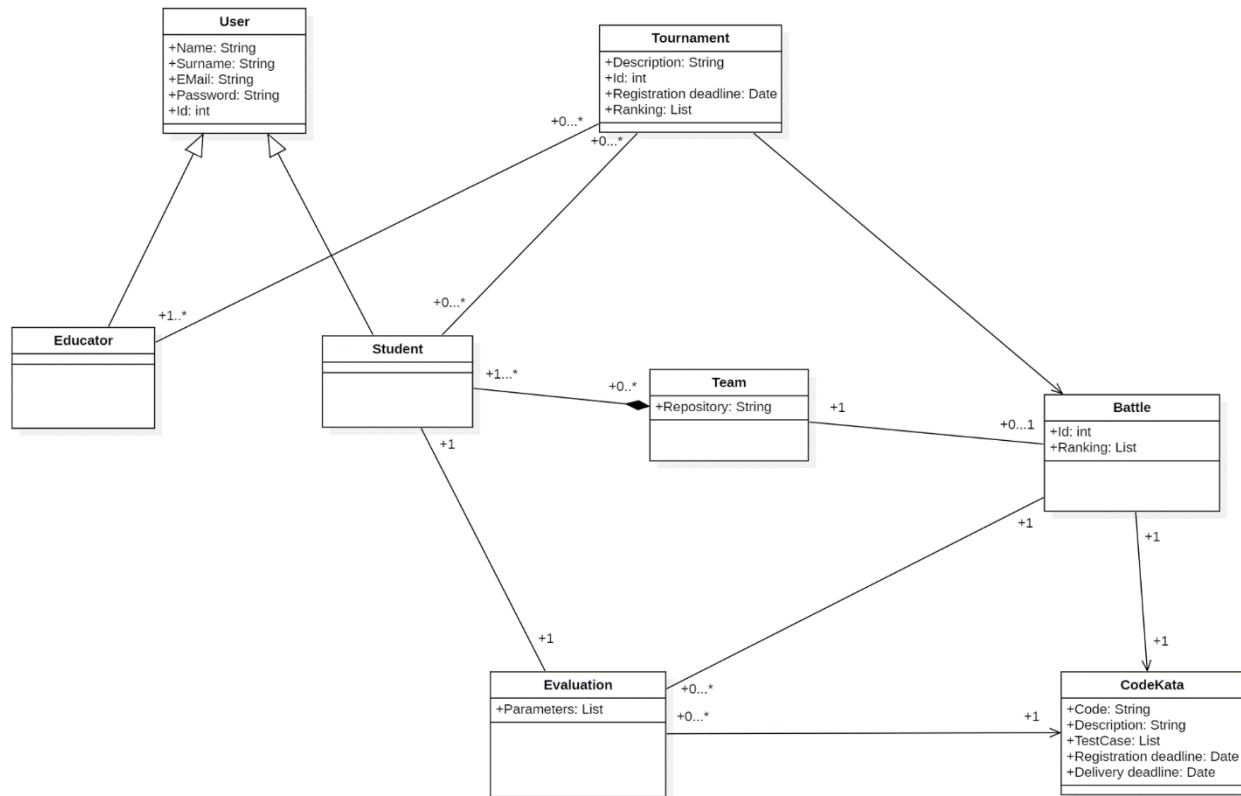 User
+Name: String
+Surname: String
+EMail: String
+Password: String
+Id: int
Tournament
+Description: String
+Id: int
+Registration deadline: Date
+Ranking: List
+0...*
+0...*
+1..*
+0...*
Educator
Student
+1...*
+0..*
Team
+Repository: String
+1
+0...1
Battle
+Id: int
+Ranking: List
+1
+1
+1
+1
+1
Evaluation
+Parameters: List
+0...*
+0...*
+1
CodeKata
+Code: String
+Description: String
+TestCase: List
+Registration deadline: Date
+Delivery deadline: Date